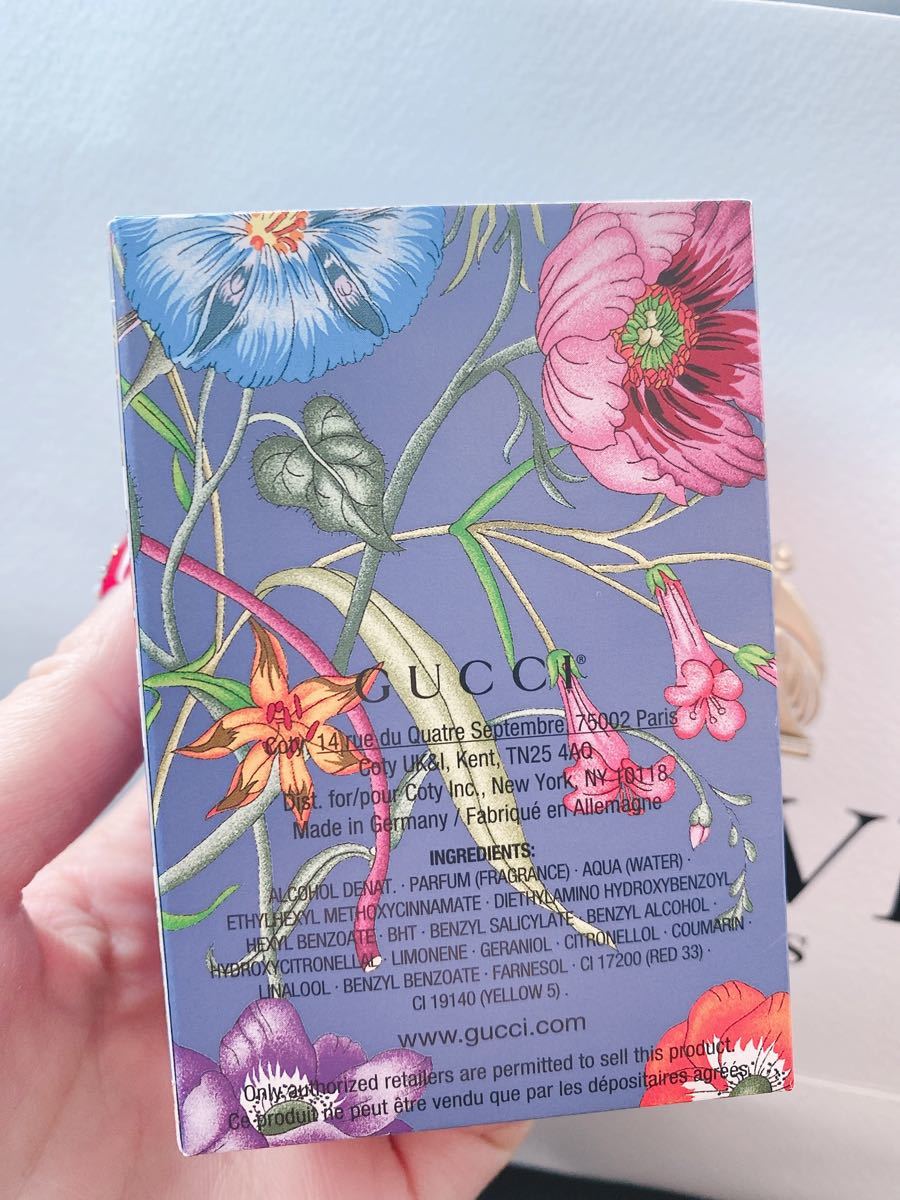 GUCCI®
Coty, 14 rue du Quatre Septembre, 75002 Paris
Coty UK&I, Kent, TN25 4AQ
Dist. for/pour Coty Inc., New York, NY 10118
Made in Germany / Fabriqué en Allemagne
INGREDIENTS:
ALCOHOL DENAT. · PARFUM (FRAGRANCE) · AQUA (WATER) ·
ETHYLHEXYL METHOXYCINNAMATE · DIETHYLAMINO HYDROXYBENZOYL
HEXYL BENZOATE · BHT · BENZYL SALICYLATE · BENZYL ALCOHOL ·
HYDROXYCITRONELLAL · LIMONENE · GERANIOL · CITRONELLOL · COUMARIN ·
LINALOOL · BENZYL BENZOATE · FARNESOL · CI 17200 (RED 33) ·
CI 19140 (YELLOW 5) .
www.gucci.com
Only authorized retailers are permitted to sell this product.
Ce produit ne peut être vendu que par les dépositaires agréés.